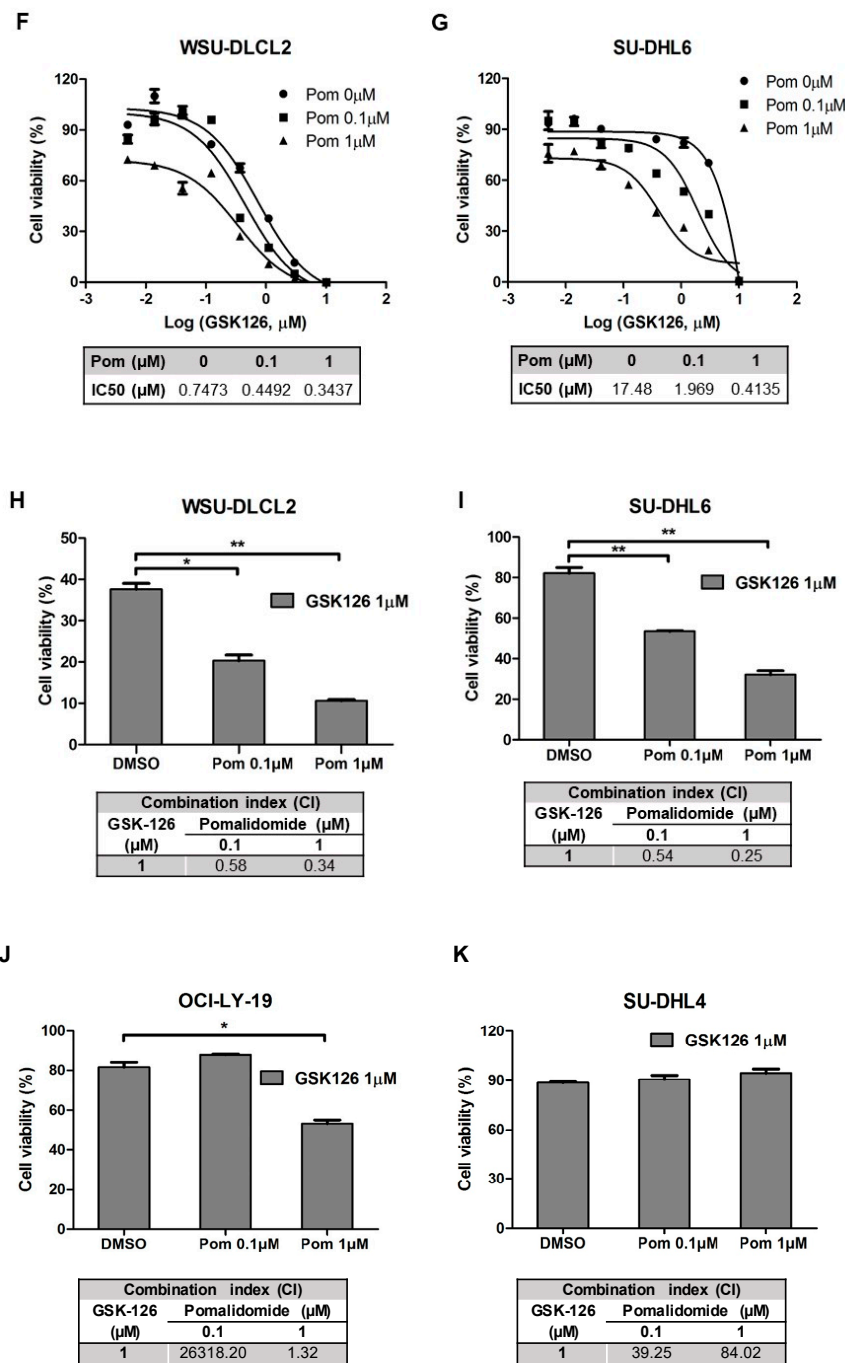 F
WSU-DLCL2
120
90
60
30
0
Cell viability (%)
Pom 0μM
Pom 0.1μM
Pom 1μM
-3 -2 -1 0 1 2
Log (GSK126, μM)
Pom (μM) 0 0.1 1
IC50 (μM) 0.7473 0.4492 0.3437
G
SU-DHL6
120
90
60
30
0
Cell viability (%)
Pom 0μM
Pom 0.1μM
Pom 1μM
-3 -2 -1 0 1 2
Log (GSK126, μM)
Pom (μM) 0 0.1 1
IC50 (μM) 17.48 1.969 0.4135
H
WSU-DLCL2
50
40
30
20
10
0
Cell viability (%)
**
*
GSK126 1μM
DMSO Pom 0.1μM Pom 1μM
Combination index (CI)
GSK-126 Pomalidomide (μM)
(μM) 0.1 1
1 0.58 0.34
I
SU-DHL6
100
80
60
40
20
0
Cell viability (%)
**
**
GSK126 1μM
DMSO Pom 0.1μM Pom 1μM
Combination index (CI)
GSK-126 Pomalidomide (μM)
(μM) 0.1 1
1 0.54 0.25
J
OCI-LY-19
100
80
60
40
20
0
Cell viability (%)
*
GSK126 1μM
DMSO Pom 0.1μM Pom 1μM
Combination index (CI)
GSK-126 Pomalidomide (μM)
(μM) 0.1 1
1 26318.20 1.32
K
SU-DHL4
120
90
60
30
0
Cell viability (%)
GSK126 1μM
DMSO Pom 0.1μM Pom 1μM
Combination index (CI)
GSK-126 Pomalidomide (μM)
(μM) 0.1 1
1 39.25 84.02